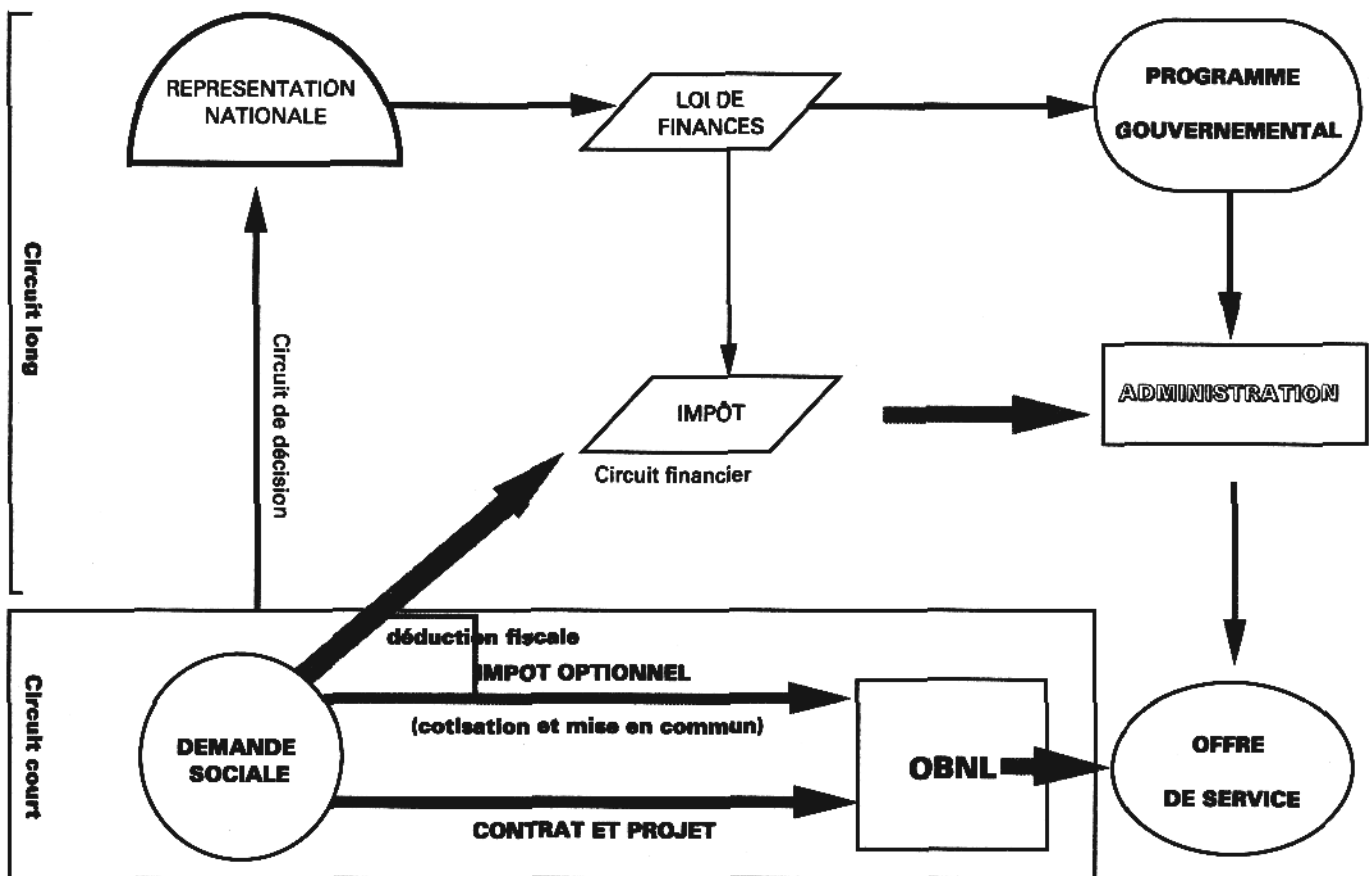 REPRESENTATION
NATIONALE
LOI DE
FINANCES
PROGRAMME
GOUVERNEMENTAL
Circuit long
Circuit de décision
IMPÔT
Circuit financier
ADMINISTRATION
Circuit court
déduction fiscale
IMPOT OPTIONNEL
(cotisation et mise en commun)
DEMANDE
SOCIALE
OBNL
OFFRE
DE SERVICE
CONTRAT ET PROJET